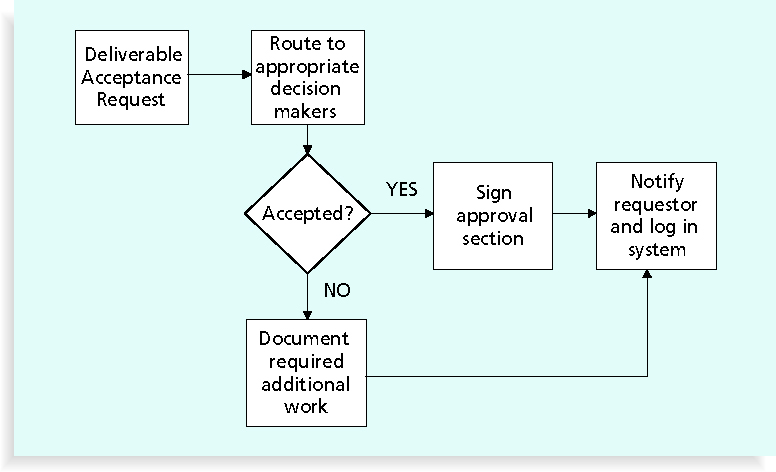 Deliverable
Acceptance
Request
Route to
appropriate
decision
makers
Accepted?
YES
Sign
approval
section
Notify
requestor
and log in
system
NO
Document
required
additional
work